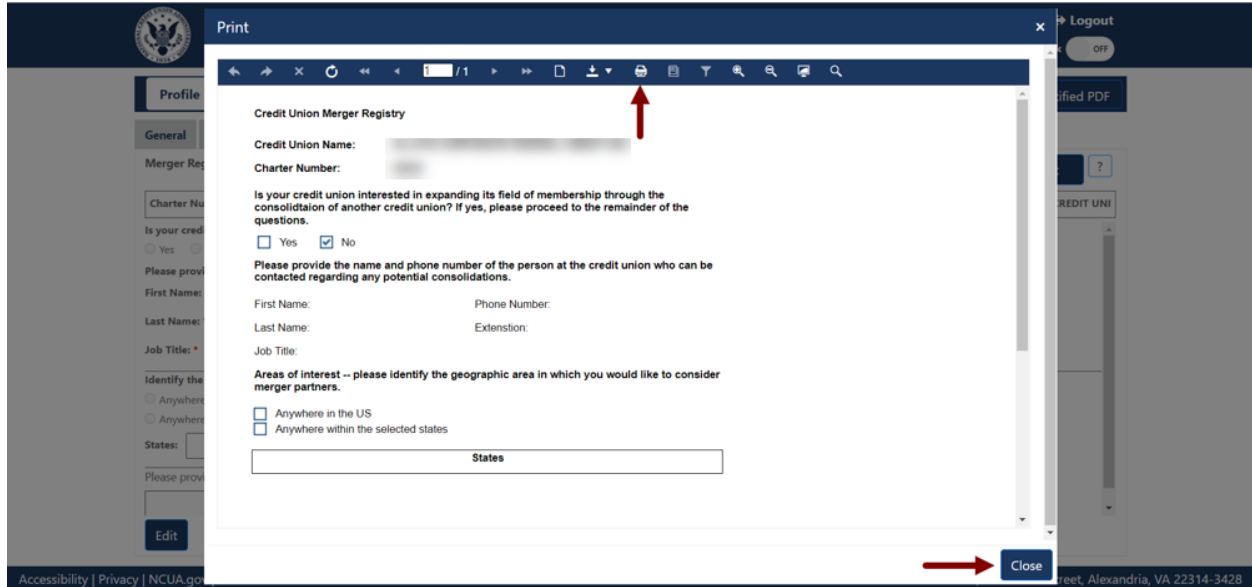 Print
×
Logout
OFF
1 / 1
Profile
ified PDF
General
Merger Reg
?
Charter Nu
REDIT UNI
Is your credi
Yes
Please provi
First Name:
Last Name: *
Job Title: *
Identify the
Anywhere
Anywhere
States:
Please provi
Edit
Credit Union Merger Registry
Credit Union Name:
Charter Number:
Is your credit union interested in expanding its field of membership through the
consolidtaion of another credit union? If yes, please proceed to the remainder of the
questions.
Yes No
Please provide the name and phone number of the person at the credit union who can be
contacted regarding any potential consolidations.
First Name: Phone Number:
Last Name: Extenstion:
Job Title:
Areas of interest -- please identify the geographic area in which you would like to consider
merger partners.
Anywhere in the US
Anywhere within the selected states
States
Close
Accessibility | Privacy | NCUA.gov
treet, Alexandria, VA 22314-3428